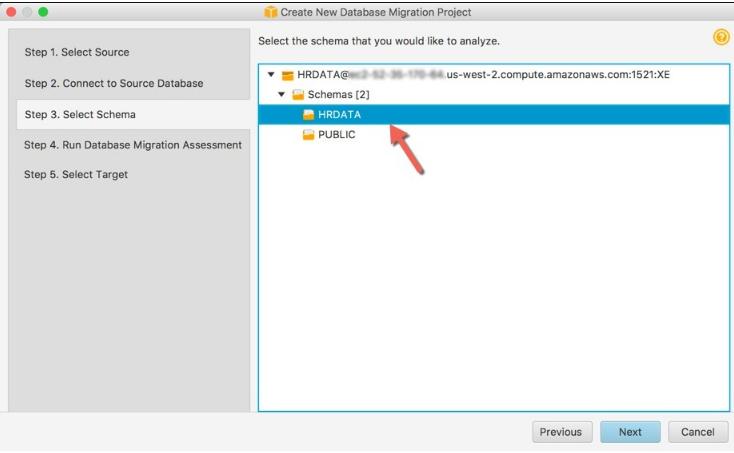 Create New Database Migration Project
Step 1. Select Source
Step 2. Connect to Source Database
Step 3. Select Schema
Step 4. Run Database Migration Assessment
Step 5. Select Target
Select the schema that you would like to analyze.
?
HRDATA@ .us-west-2.compute.amazonaws.com:1521:XE
Schemas [2]
HRDATA
PUBLIC
Previous
Next
Cancel